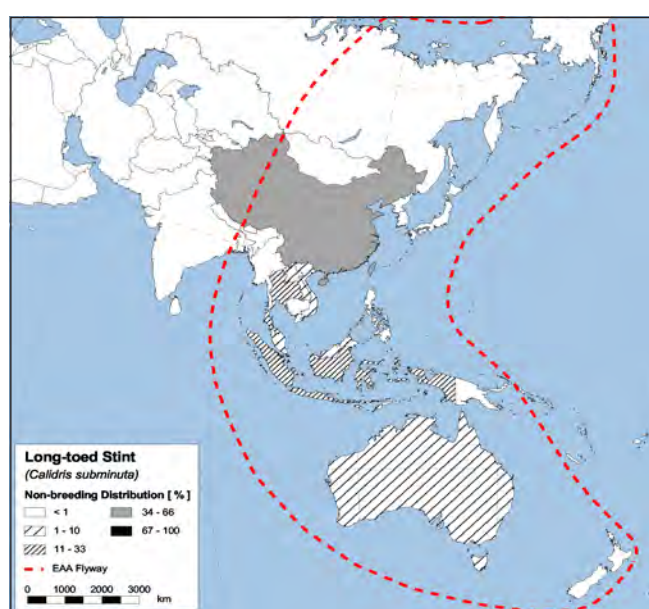 Long-toed Stint
(Calidris subminuta)
Non-breeding Distribution [ % ]
< 1 34 - 66
1 - 10 67 - 100
11 - 33
EAA Flyway
0 1000 2000 3000
km